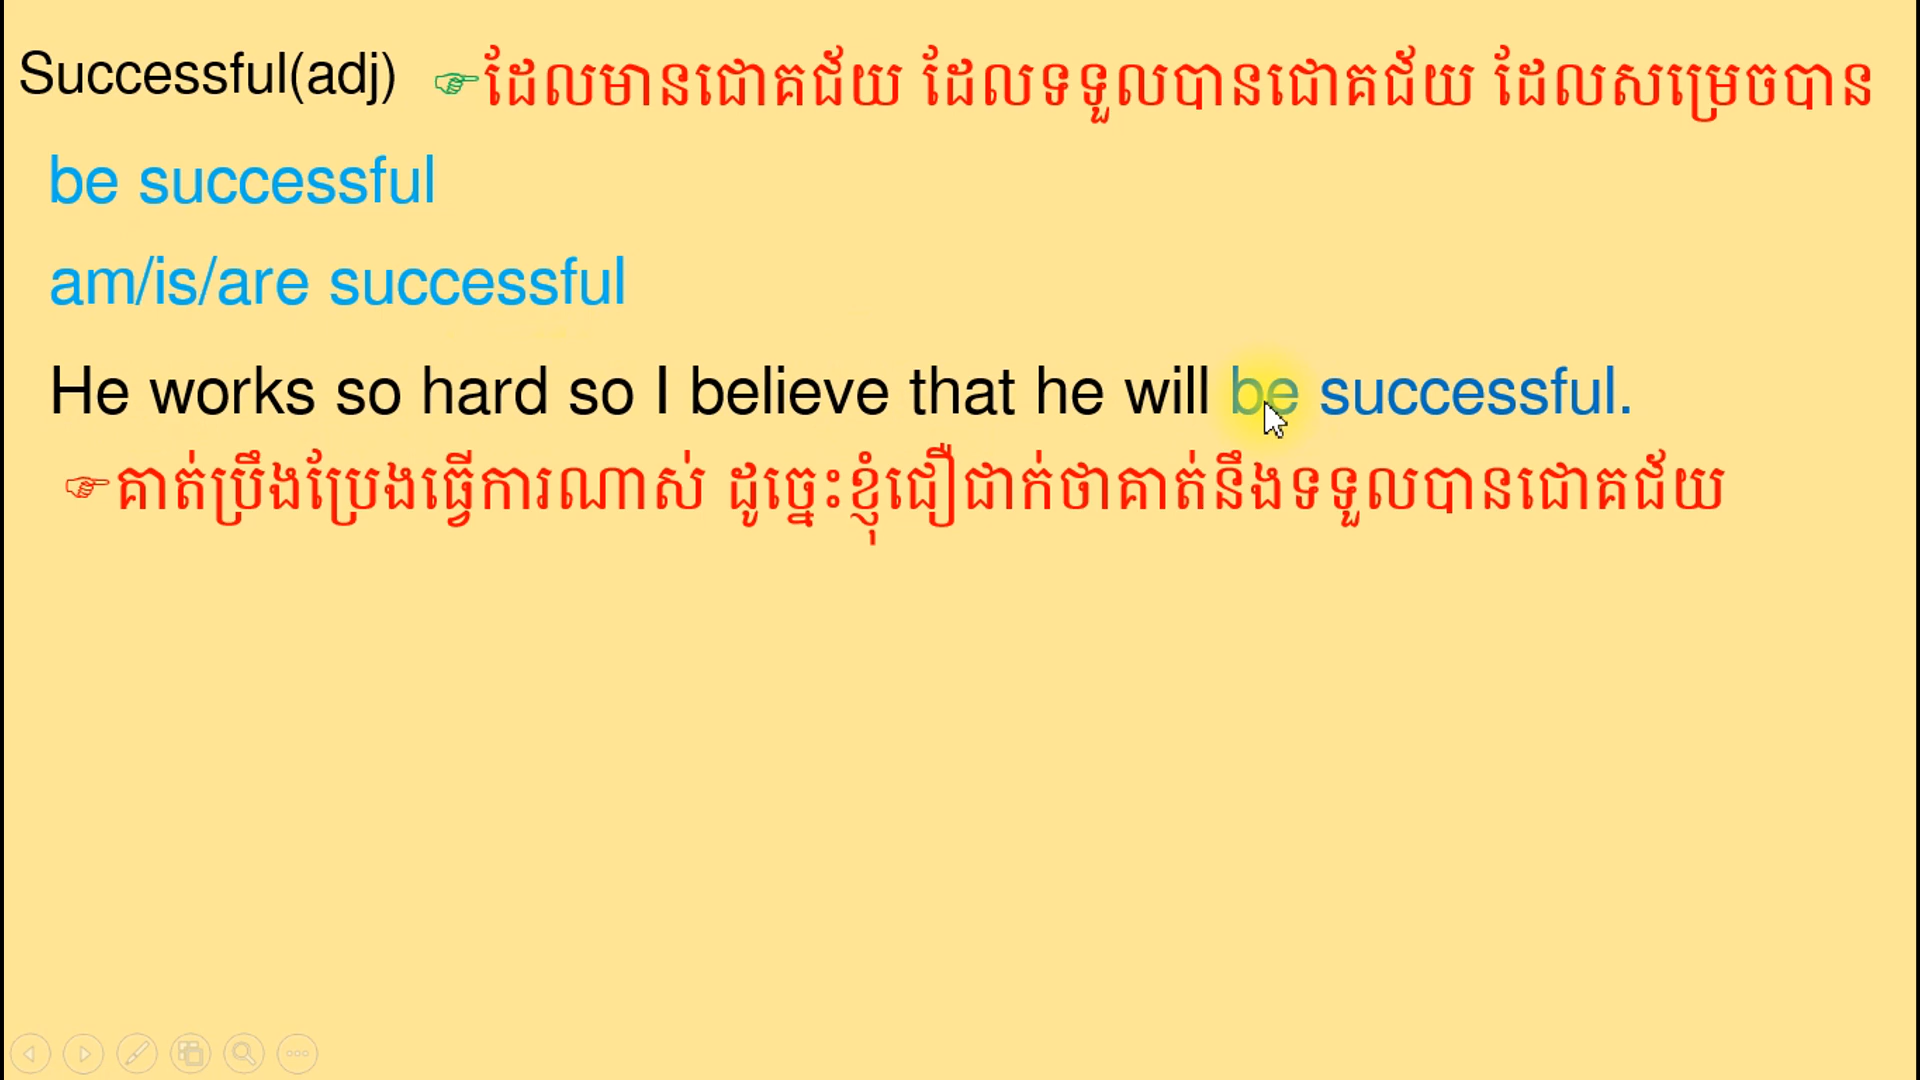 Successful(adj) ☞ដែលមានជោគជ័យ ដែលទទួលបានជោគជ័យ ដែលសម្រេចបាន
be successful
am/is/are successful
He works so hard so I believe that he will be successful.
☞គាត់ប្រឹងប្រែងធ្វើការណាស់ ដូច្នេះខ្ញុំជឿជាក់ថាគាត់នឹងទទួលបានជោគជ័យ